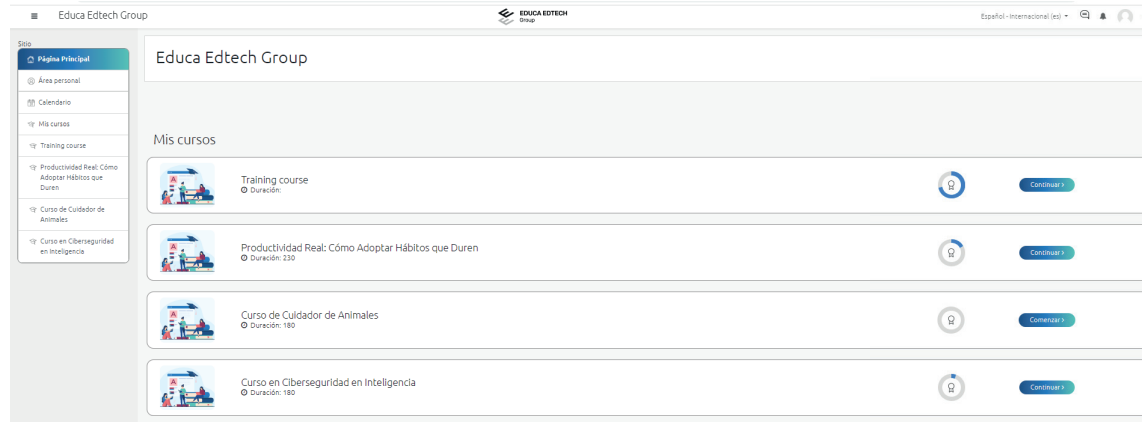 Educa Edtech Group
EDUCA EDTECH
Group
Español - Internacional (es)
Sitio
Página Principal
Área personal
Calendario
Mis cursos
Training course
Productividad Real: Cómo
Adoptar Hábitos que
Duren
Curso de Cuidador de
Animales
Curso en Ciberseguridad
en Inteligencia
Educa Edtech Group
Mis cursos
Training course
Duración:
Continuar >
Productividad Real: Cómo Adoptar Hábitos que Duren
Duración: 230
Continuar >
Curso de Cuidador de Animales
Duración: 180
Comenzar >
Curso en Ciberseguridad en Inteligencia
Duración: 180
Continuar >